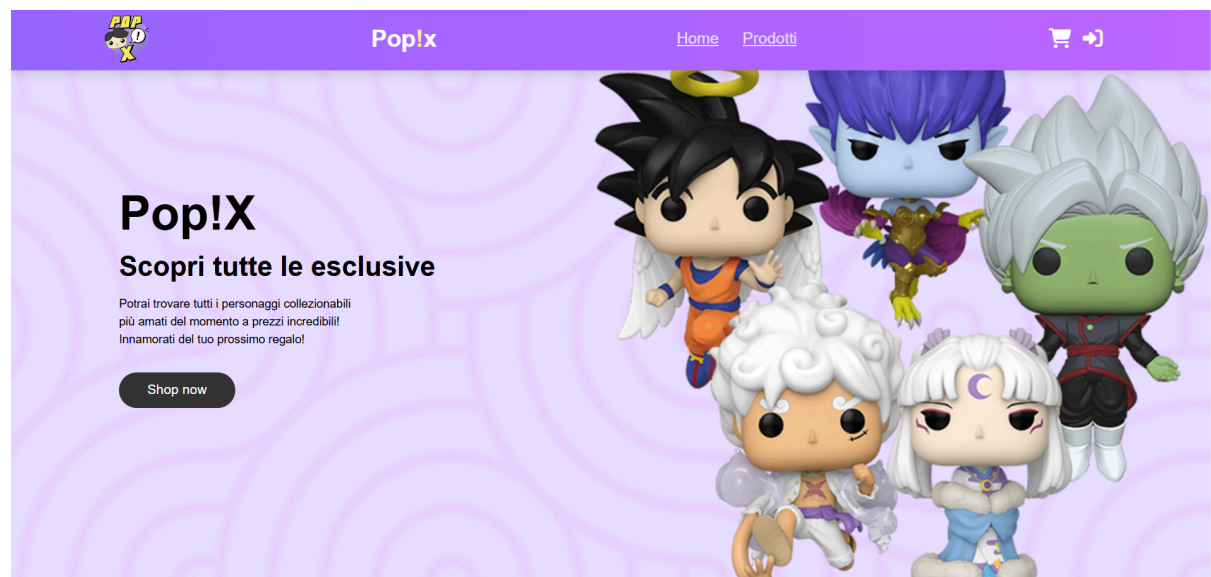 POP
!
X
Pop!x
Home
Prodotti
Pop!X
Scopri tutte le esclusive
Potrai trovare tutti i personaggi collezionabili
più amati del momento a prezzi incredibili!
Innamorati del tuo prossimo regalo!
Shop now